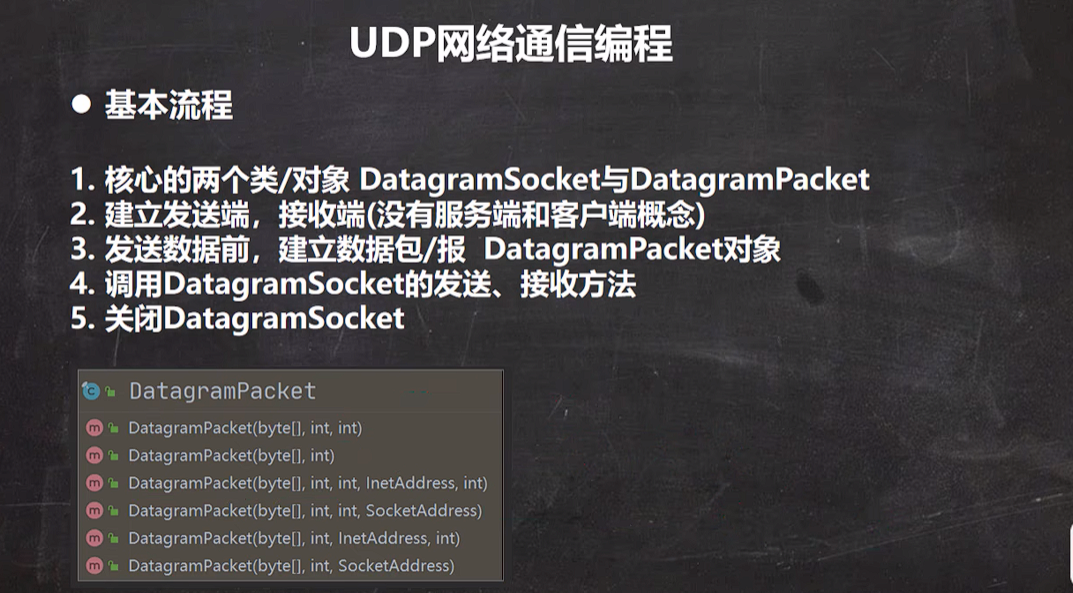 UDP网络通信编程
● 基本流程
1. 核心的两个类/对象 DatagramSocket与DatagramPacket
2. 建立发送端，接收端(没有服务端和客户端概念)
3. 发送数据前，建立数据包/报 DatagramPacket对象
4. 调用DatagramSocket的发送、接收方法
5. 关闭DatagramSocket
C DatagramPacket
m DatagramPacket(byte[], int, int)
m DatagramPacket(byte[], int)
m DatagramPacket(byte[], int, int, InetAddress, int)
m DatagramPacket(byte[], int, int, SocketAddress)
m DatagramPacket(byte[], int, InetAddress, int)
m DatagramPacket(byte[], int, SocketAddress)